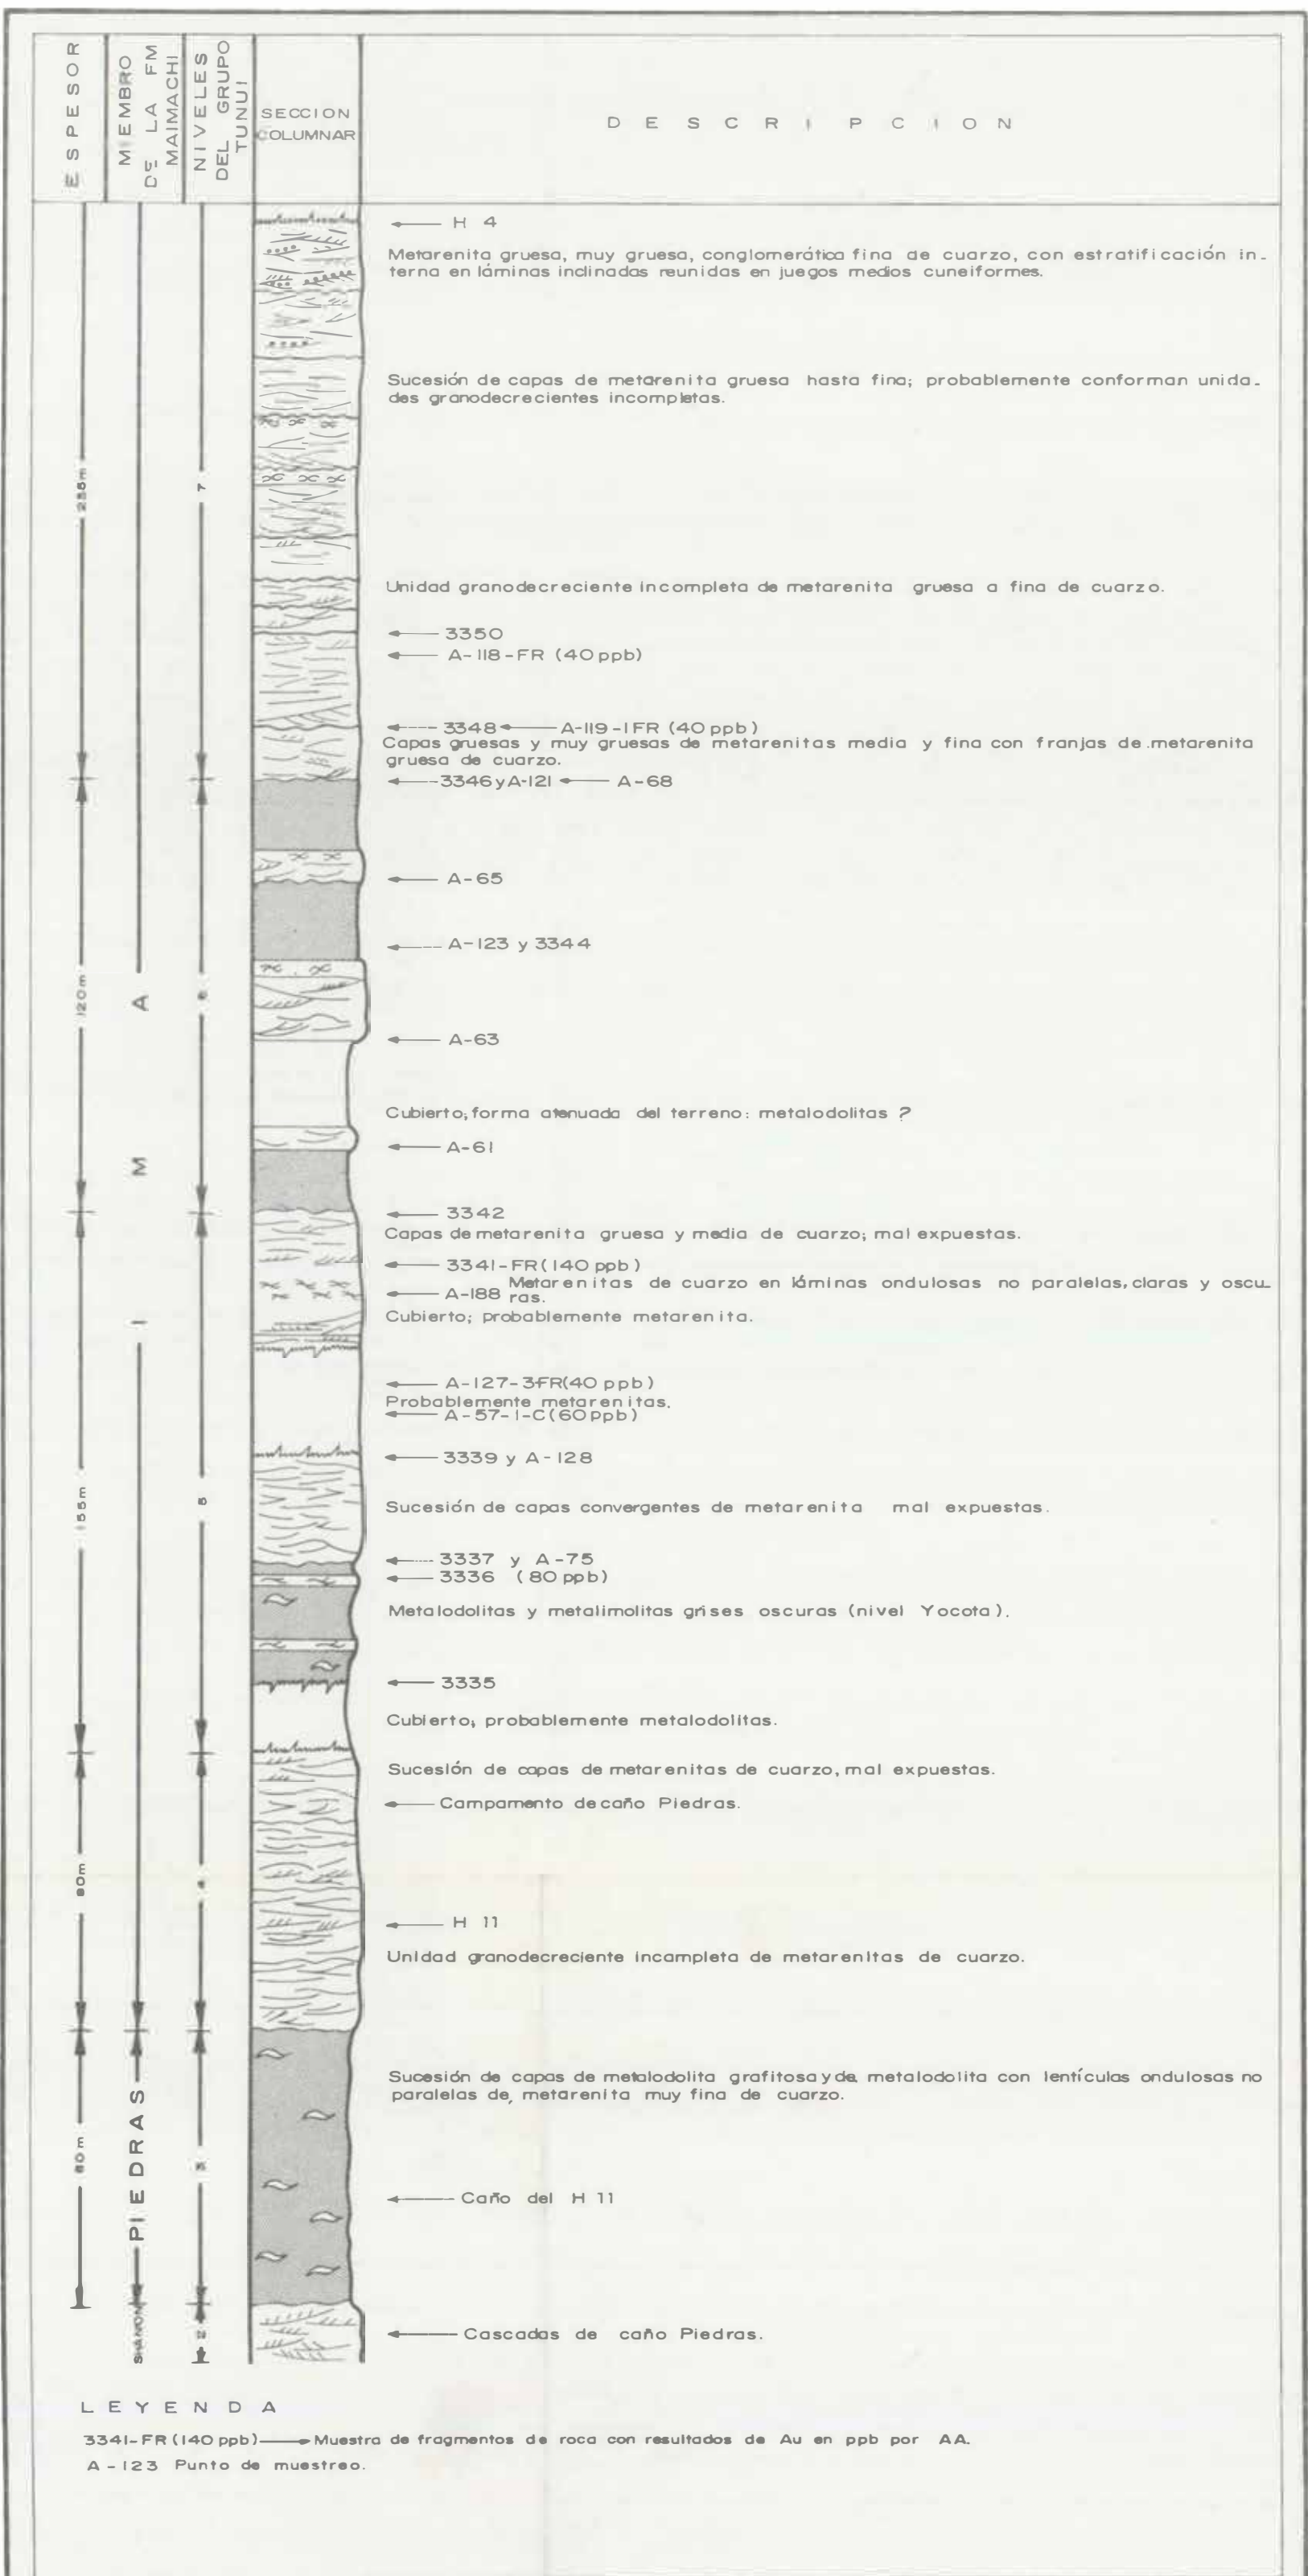 ESPESOR
MIEMBRO
DE LA FM
MAIMACHI
NIVELES
DEL GRUPO
TUNUI
SECCION
COLUMNAR
DESCRIPCION
H 4
Metarenita gruesa, muy gruesa, conglomerática fina de cuarzo, con estratificación in-
terna en láminas inclinadas reunidas en juegos medios cuneiformes.
Sucesión de capas de metarenita gruesa hasta fina; probablemente conforman unida-
des granodecrecientes incompletas.
235m
7
Unidad granodecreciente incompleta de metarenita gruesa a fina de cuarzo.
3350
A-118-FR (40 ppb)
3348 A-119-1FR (40 ppb)
Capas gruesas y muy gruesas de metarenitas media y fina con franjas de metarenita
gruesa de cuarzo.
3346 y A-121 A-68
A-65
A-123 y 3344
120m
6
A-63
Cubierto; forma atenuada del terreno: metalodolitas ?
A-61
IMIA
3342
Capas de metarenita gruesa y media de cuarzo; mal expuestas.
3341-FR (140 ppb)
A-188 Metarenitas de cuarzo en láminas ondulosas no paralelas, claras y oscu-
ras.
Cubierto; probablemente metarenita.
A-127-3FR (40 ppb)
Probablemente metarenitas.
A-57-1-C (60 ppb)
3339 y A-128
155m
5
Sucesión de capas convergentes de metarenita mal expuestas.
3337 y A-75
3336 (80 ppb)
Metalodolitas y metalimolitas grises oscuras (nivel Yocota).
3335
Cubierto; probablemente metalodolitas.
Sucesión de capas de metarenitas de cuarzo, mal expuestas.
Campamento de caño Piedras.
80m
4
H 11
Unidad granodecreciente incampleta de metarenitas de cuarzo.
Sucesión de capas de metalodolita grafitosa y de metalodolita con lentículas ondulosas no
paralelas de, metarenita muy fina de cuarzo.
80m
PIEDRAS
3
Caño del H 11
2
Cascadas de caño Piedras.
LEYENDA
3341-FR (140 ppb) Muestra de fragmentos de roca con resultados de Au en ppb por AA.
A-123 Punto de muestreo.